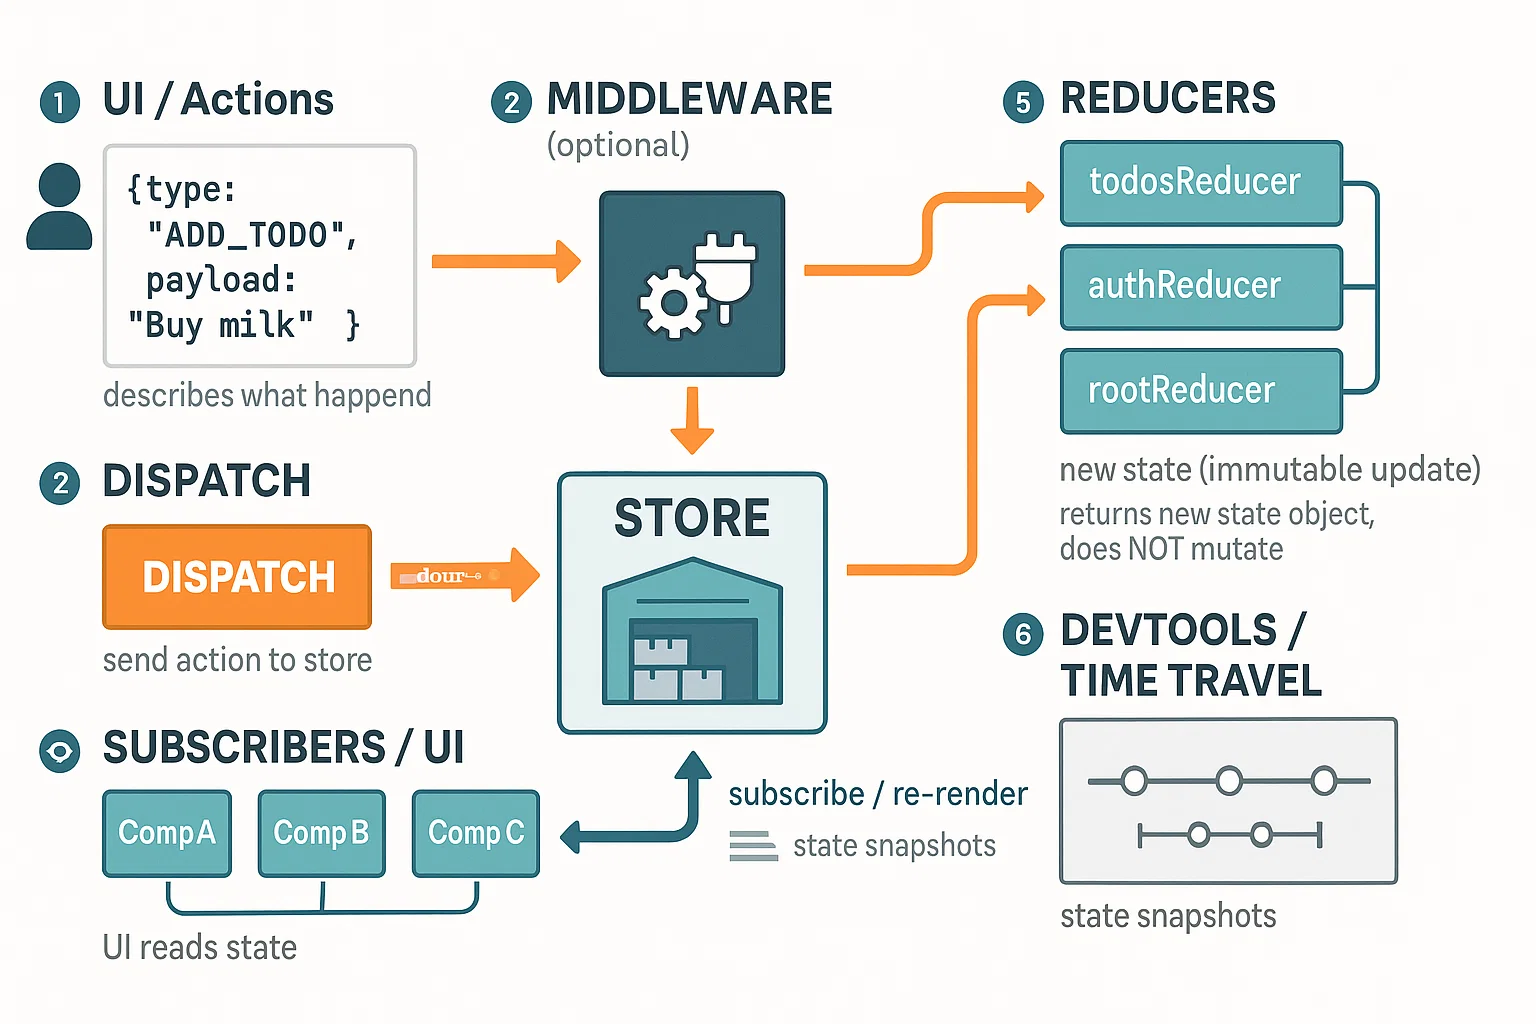 1 UI / Actions
{type:
"ADD_TODO",
payload:
"Buy milk" }
describes what happend
2 MIDDLEWARE
(optional)
5 REDUCERS
todosReducer
authReducer
rootReducer
new state (immutable update)
returns new state object,
does NOT mutate
2 DISPATCH
DISPATCH
send action to store
dour
STORE
SUBSCRIBERS / UI
Comp A
Comp B
Comp C
UI reads state
subscribe / re-render
state snapshots
6 DEVTOOLS /
TIME TRAVEL
state snapshots